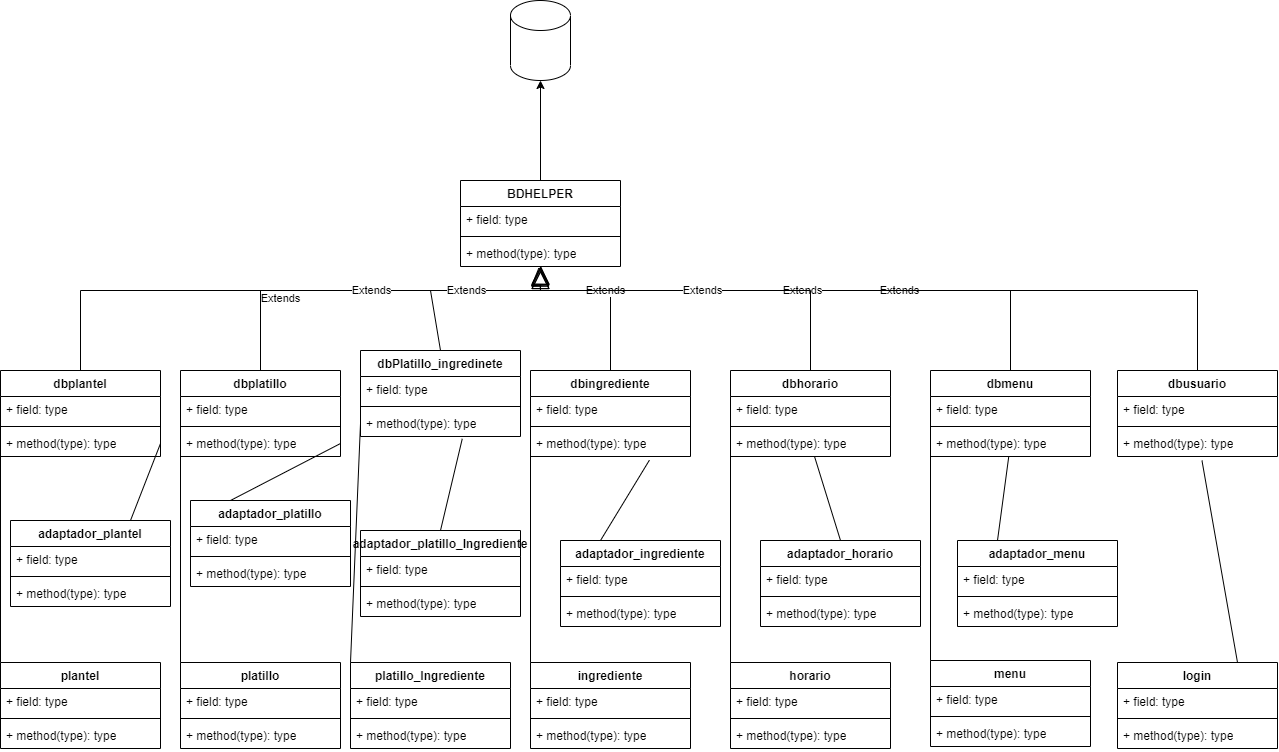 BDHELPER
+ field: type
+ method(type): type
Extends
Extends
Extends
Extends
Extends
Extends
Extends
dbplantel
+ field: type
+ method(type): type
dbplatillo
+ field: type
+ method(type): type
dbPlatillo_ingredinete
+ field: type
+ method(type): type
dbingrediente
+ field: type
+ method(type): type
dbhorario
+ field: type
+ method(type): type
dbmenu
+ field: type
+ method(type): type
dbusuario
+ field: type
+ method(type): type
adaptador_plantel
+ field: type
+ method(type): type
adaptador_platillo
+ field: type
+ method(type): type
adaptador_platillo_Ingrediente
+ field: type
+ method(type): type
adaptador_ingrediente
+ field: type
+ method(type): type
adaptador_horario
+ field: type
+ method(type): type
adaptador_menu
+ field: type
+ method(type): type
plantel
+ field: type
+ method(type): type
platillo
+ field: type
+ method(type): type
platillo_Ingrediente
+ field: type
+ method(type): type
ingrediente
+ field: type
+ method(type): type
horario
+ field: type
+ method(type): type
menu
+ field: type
+ method(type): type
login
+ field: type
+ method(type): type